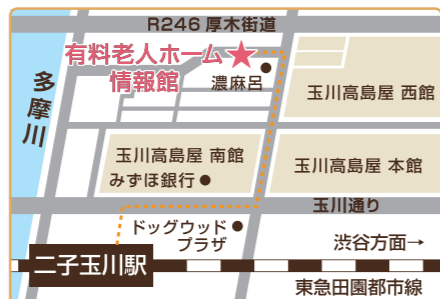 R246 厚木街道
有料老人ホーム
情報館
濃麻呂
多摩川
玉川高島屋 西館
玉川高島屋 南館
みずほ銀行
玉川高島屋 本館
玉川通り
ドッグウッド
プラザ
渋谷方面→
二子玉川駅
東急田園都市線